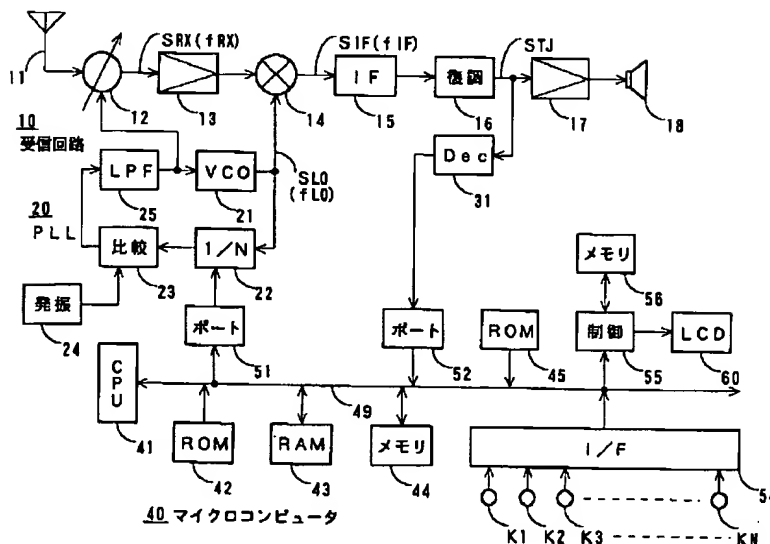 SRX(fRX)
SIF(fIF)
STJ
IF
復調
11
12
13
14
15
16
17
18
10
受信回路
LPF
VCO
SLO
(fLO)
Dec
25
21
31
20
PLL
比較
1/N
メモリ
23
22
56
発振
ポート
ポート
ROM
制御
LCD
24
51
52
45
55
60
CPU
49
41
ROM
RAM
メモリ
I/F
42
43
44
54
40 マイクロコンピュータ
K1 K2 K3 KN